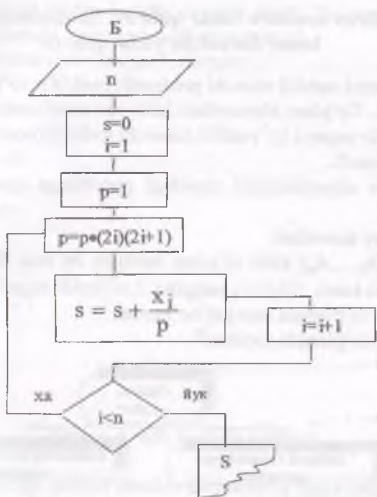 Б
n
s=0
i=1
p=1
p=p*(2i)(2i+1)
s = s + x_i/p
i=i+1
ха
йук
i<n
S